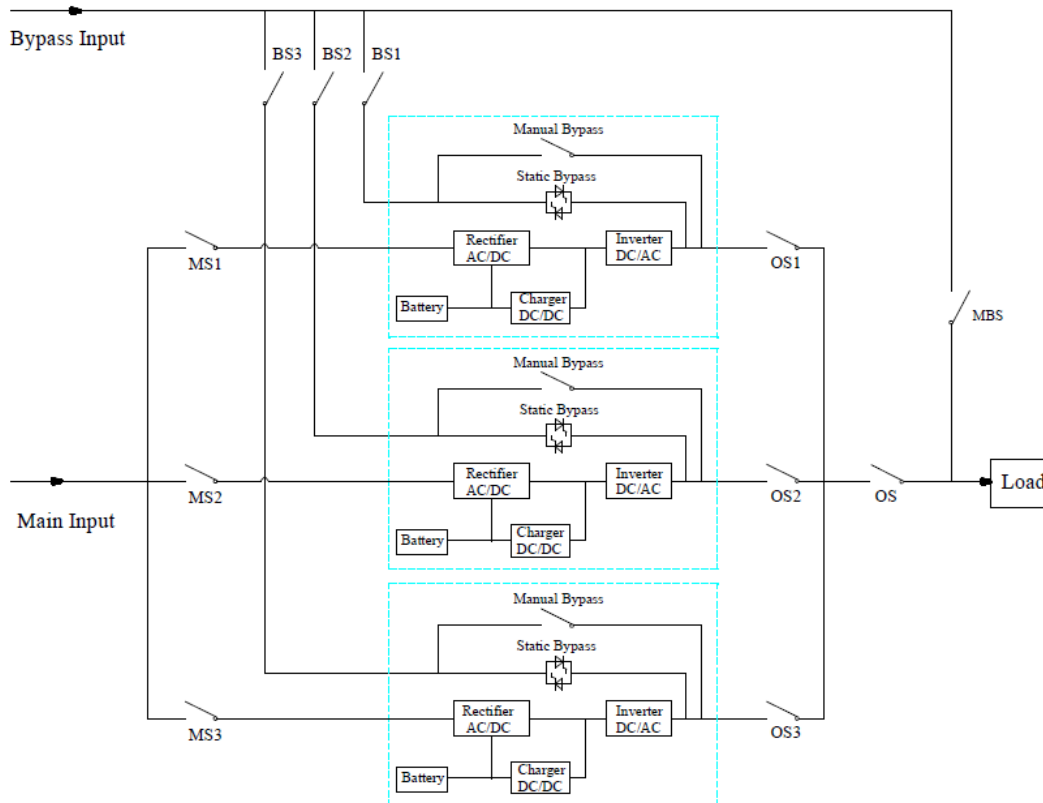 Bypass Input
BS3
BS2
BS1
Manual Bypass
Static Bypass
Rectifier
AC/DC
Inverter
DC/AC
MS1
OS1
Battery
Charger
DC/DC
MBS
Manual Bypass
Static Bypass
Rectifier
AC/DC
Inverter
DC/AC
MS2
OS2
OS
Load
Main Input
Battery
Charger
DC/DC
Manual Bypass
Static Bypass
Rectifier
AC/DC
Inverter
DC/AC
MS3
OS3
Battery
Charger
DC/DC